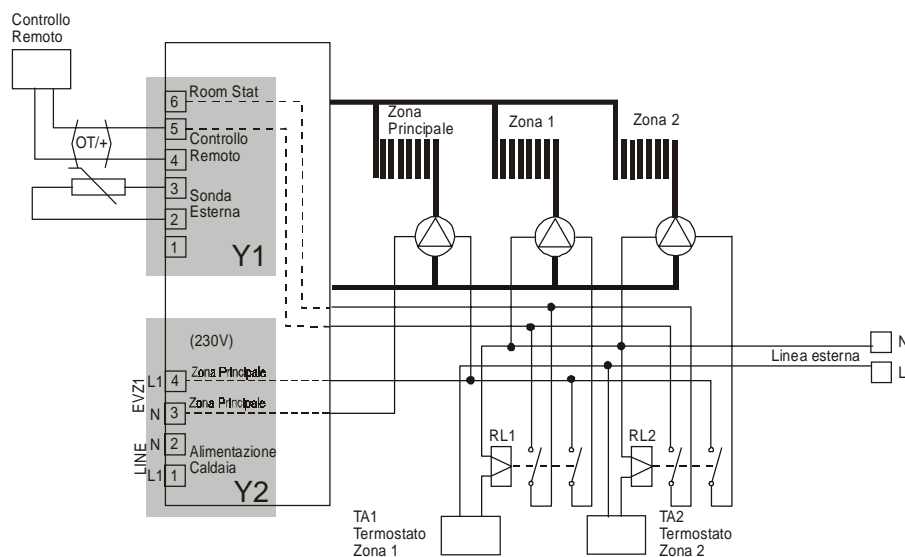 Controllo
Remoto
6
Room Stat
5
Controllo
Remoto
OT/+
4
3
Sonda
Esterna
2
1
Y1
Zona
Principale
Zona 1
Zona 2
(230V)
EVZ1
L1
4
Zona Principale
N
3
Zona Principale
LINE
N
2
Alimentazione
Caldaia
L1
1
Y2
N
Linea esterna
L
RL1
RL2
TA1
Termostato
Zona 1
TA2
Termostato
Zona 2